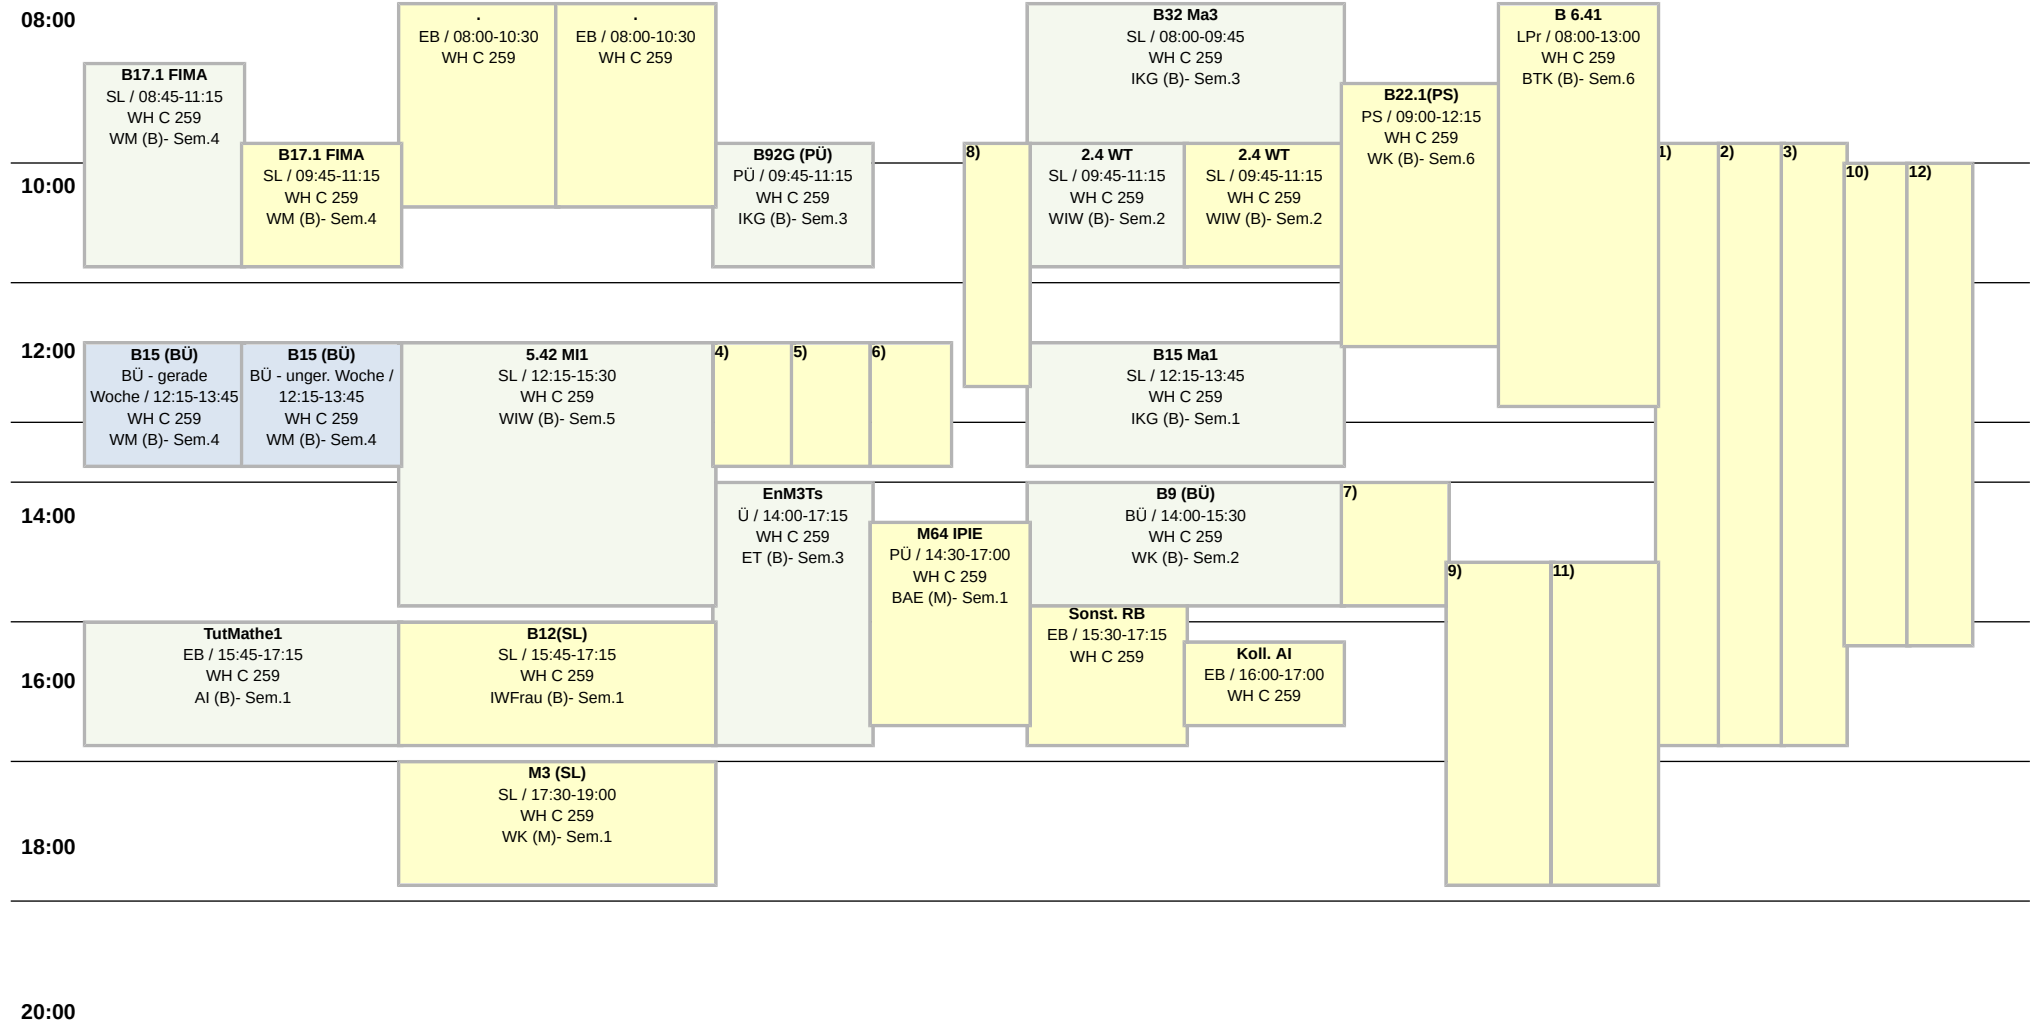 08:00
10:00
12:00
14:00
16:00
18:00
20:00
B17.1 FIMA
SL / 08:45-11:15
WH C 259
WM (B)- Sem.4
B17.1 FIMA
SL / 09:45-11:15
WH C 259
WM (B)- Sem.4
B15 (BÜ)
BÜ - gerade
Woche / 12:15-13:45
WH C 259
WM (B)- Sem.4
B15 (BÜ)
BÜ - unger. Woche /
12:15-13:45
WH C 259
WM (B)- Sem.4
TutMathe1
EB / 15:45-17:15
WH C 259
AI (B)- Sem.1
.
EB / 08:00-10:30
WH C 259
.
EB / 08:00-10:30
WH C 259
5.42 MI1
SL / 12:15-15:30
WH C 259
WIW (B)- Sem.5
B12(SL)
SL / 15:45-17:15
WH C 259
IWFrau (B)- Sem.1
M3 (SL)
SL / 17:30-19:00
WH C 259
WK (M)- Sem.1
B92G (PÜ)
PÜ / 09:45-11:15
WH C 259
IKG (B)- Sem.3
8)
4)
5)
6)
EnM3Ts
Ü / 14:00-17:15
WH C 259
ET (B)- Sem.3
M64 IPIE
PÜ / 14:30-17:00
WH C 259
BAE (M)- Sem.1
B32 Ma3
SL / 08:00-09:45
WH C 259
IKG (B)- Sem.3
2.4 WT
SL / 09:45-11:15
WH C 259
WIW (B)- Sem.2
2.4 WT
SL / 09:45-11:15
WH C 259
WIW (B)- Sem.2
B15 Ma1
SL / 12:15-13:45
WH C 259
IKG (B)- Sem.1
B9 (BÜ)
BÜ / 14:00-15:30
WH C 259
WK (B)- Sem.2
Sonst. RB
EB / 15:30-17:15
WH C 259
Koll. AI
EB / 16:00-17:00
WH C 259
B22.1(PS)
PS / 09:00-12:15
WH C 259
WK (B)- Sem.6
B 6.41
LPr / 08:00-13:00
WH C 259
BTK (B)- Sem.6
7)
9)
11)
1)
2)
3)
10)
12)